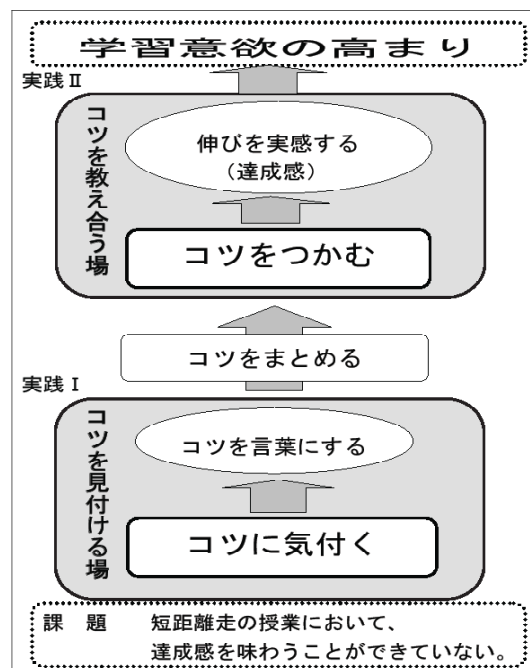 学習意欲の高まり
実践Ⅱ
コツを教え合う場
伸びを実感する
(達成感)
コツをつかむ
コツをまとめる
実践Ⅰ
コツを見付ける場
コツを言葉にする
コツに気付く
課 題 短距離走の授業において、
達成感を味わうことができていない。